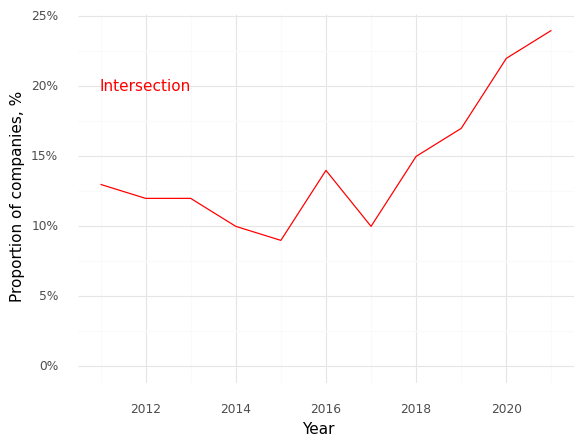 25%
Intersection
20%
15%
10%
5%
0%
Proportion of companies, %
2012 2014 2016 2018 2020
Year